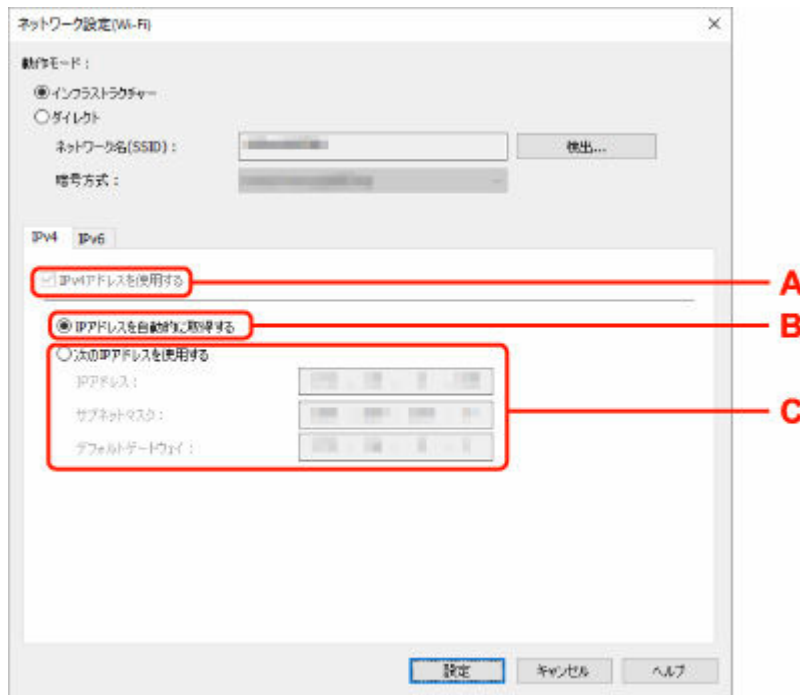 ネットワーク設定(Wi-Fi)
動作モード：
インフラストラクチャー
ダイレクト
ネットワーク名(SSID)：
検出...
暗号方式：
IPv4 IPv6
IPv4アドレスを使用する
A
IPアドレスを自動的に取得する
B
次のIPアドレスを使用する
IPアドレス：
サブネットマスク：
C
デフォルトゲートウェイ：
設定 キャンセル ヘルプ